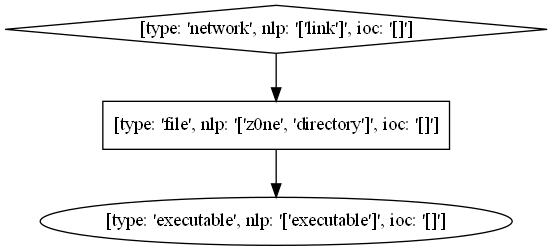 [type: 'network', nlp: '['link']', ioc: '[]']
[type: 'file', nlp: '['z0ne', 'directory']', ioc: '[]']
[type: 'executable', nlp: '['executable']', ioc: '[]']